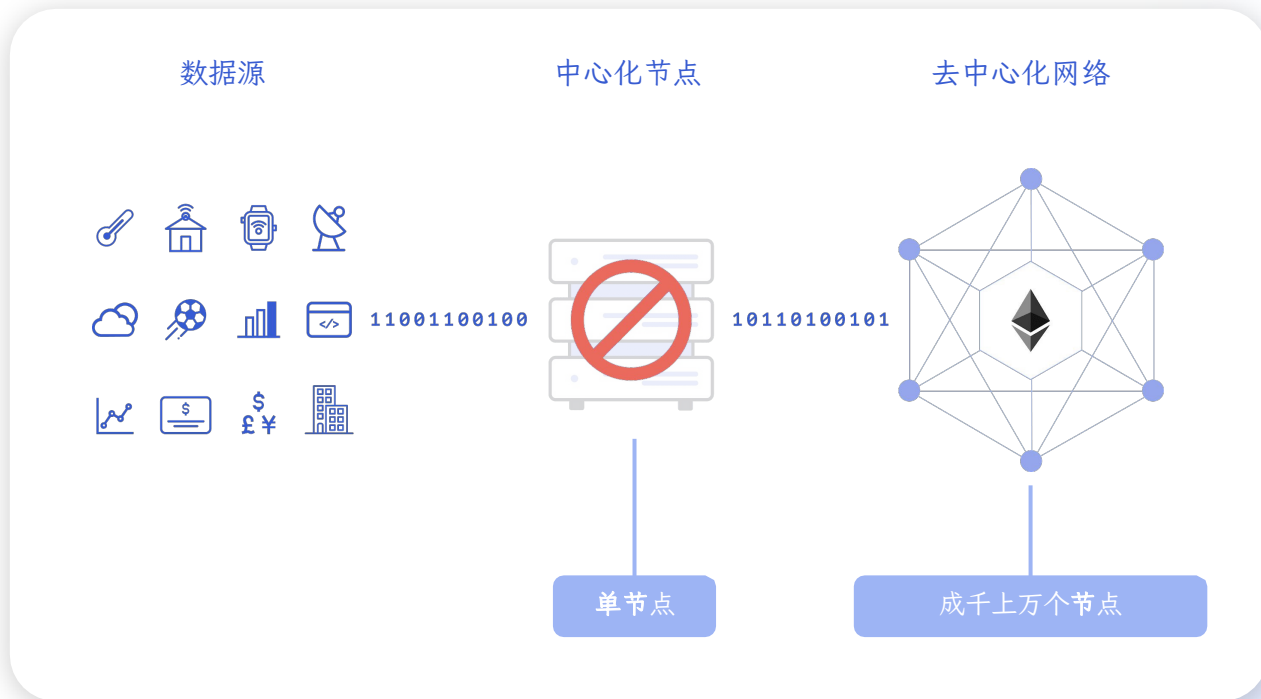 数据源
中心化节点
去中心化网络
</>
11001100100
10110100101
$
$
£ ¥
单节点
成千上万个节点